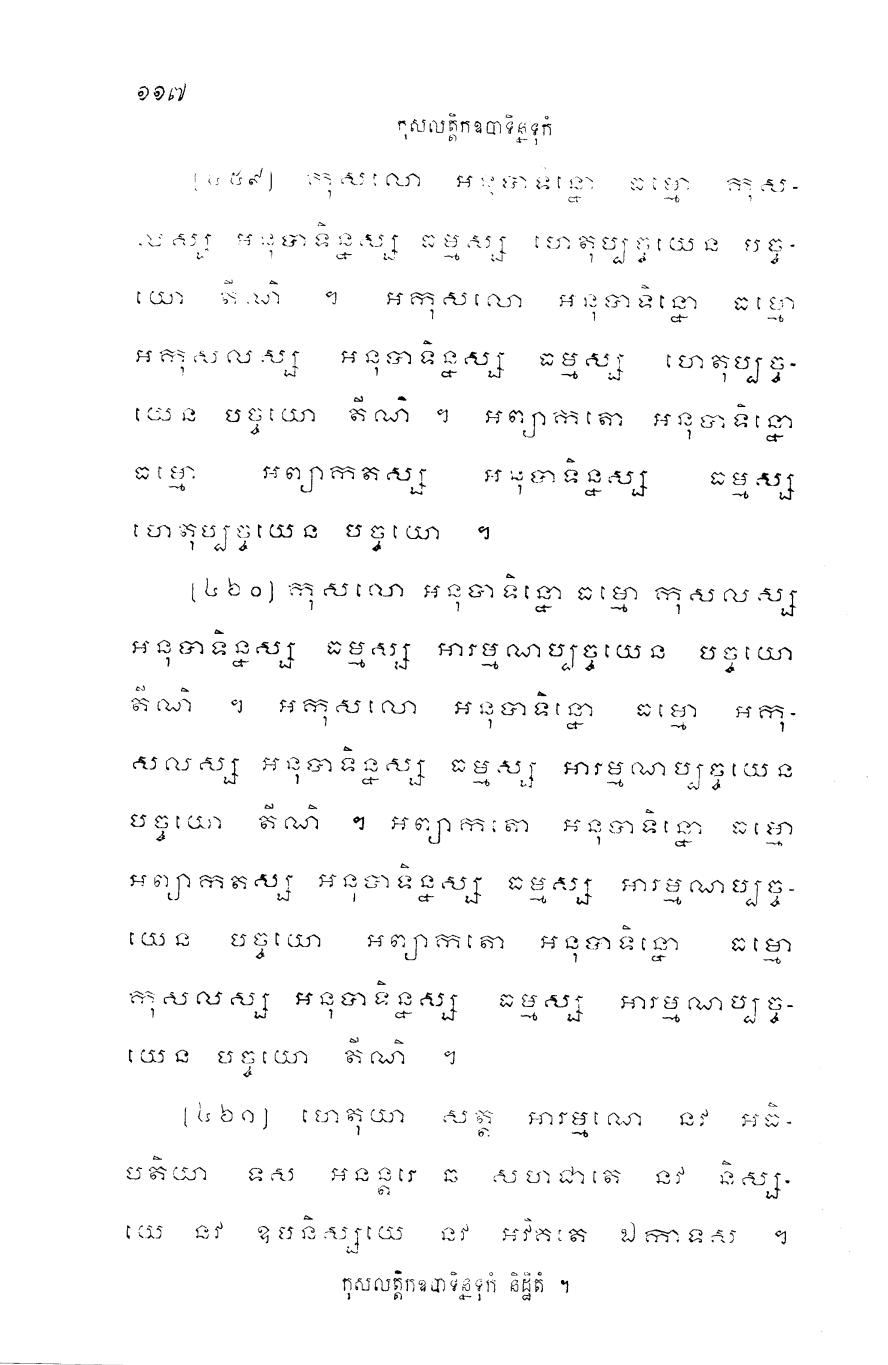 ១១៧
កុសលត្តិកឧបាទិន្នទុកំ
[៤៥៩] កុសលោ អនុបាទិន្នោ ធម្មោ កុស-
លស្ស អនុបាទិន្នស្ស ធម្មស្ស ហេតុប្បច្ចយេន បច្ច-
យោ តីណិ ។ អកុសលោ អនុបាទិន្នោ ធម្មោ
អកុសលស្ស អនុបាទិន្នស្ស ធម្មស្ស ហេតុប្បច្ច-
យេន បច្ចយោ តីណិ ។ អព្យាកតោ អនុបាទិន្នោ
ធម្មោ អព្យាកតស្ស អនុបាទិន្នស្ស ធម្មស្ស
ហេតុប្បច្ចយេន បច្ចយោ ។
[៤៦០] កុសលោ អនុបាទិន្នោ ធម្មោ កុសលស្ស
អនុបាទិន្នស្ស ធម្មស្ស អារម្មណប្បច្ចយេន បច្ចយោ
តីណិ ។ អកុសលោ អនុបាទិន្នោ ធម្មោ អកុ-
សលស្ស អនុបាទិន្នស្ស ធម្មស្ស អារម្មណប្បច្ចយេន
បច្ចយោ តីណិ ។ អព្យាកតោ អនុបាទិន្នោ ធម្មោ
អព្យាកតស្ស អនុបាទិន្នស្ស ធម្មស្ស អារម្មណប្បច្ច-
យេន បច្ចយោ អព្យាកតោ អនុបាទិន្នោ ធម្មោ
កុសលស្ស អនុបាទិន្នស្ស ធម្មស្ស អារម្មណប្បច្ច-
យេន បច្ចយោ តីណិ ។
[៤៦១] ហេតុយា សត្ត អារម្មណេ នវ អធិ-
បតិយា ទស អនន្តរេ ឆ សហជាតេ នវ និស្ស-
យេ នវ ឧបនិស្សយេ នវ អវិគតេ ឯកាទស ។
កុសលត្តិកឧបាទិន្នទុកំ និដ្ឋិតំ ។